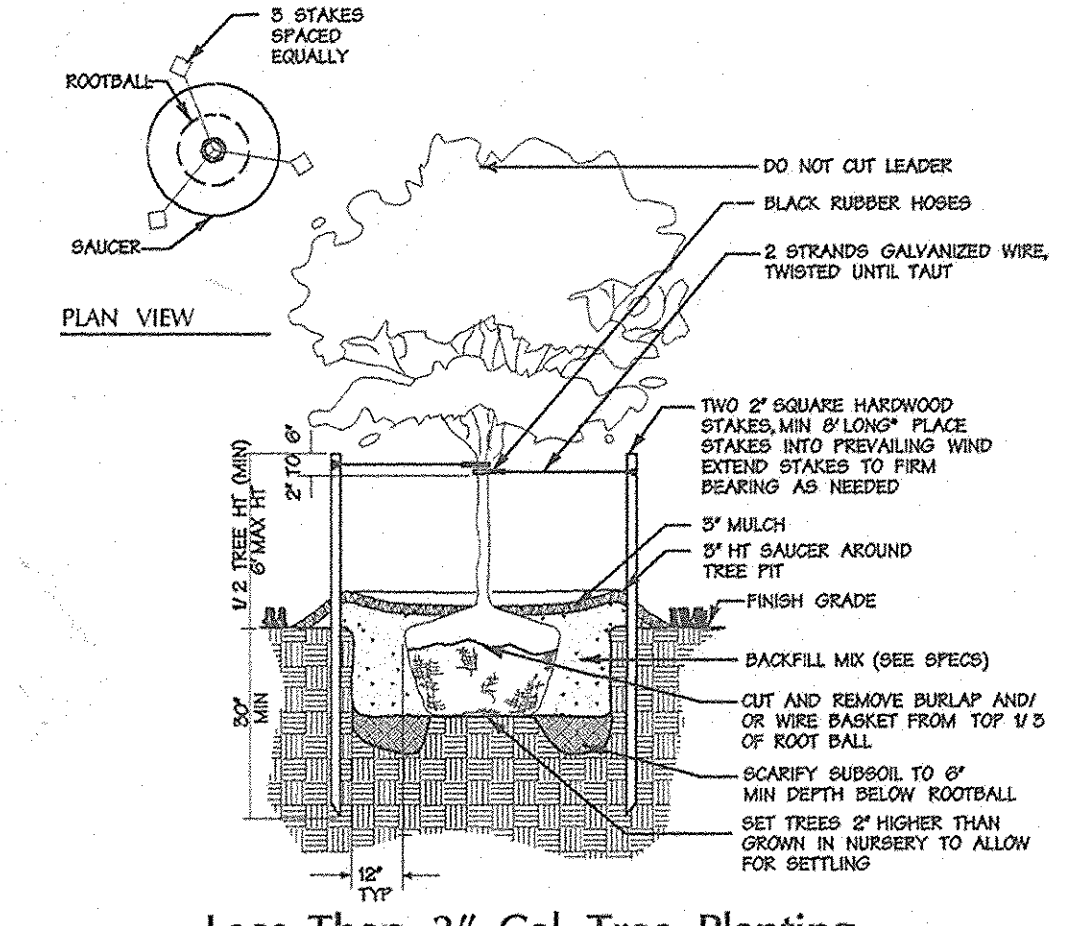 3 STAKES
SPACED
EQUALLY
ROOTBALL
SAUCER
PLAN VIEW
DO NOT CUT LEADER
BLACK RUBBER HOSES
2 STRANDS GALVANIZED WIRE,
TWISTED UNTIL TAUT
TWO 2" SQUARE HARDWOOD
STAKES, MIN 8' LONG" PLACE
STAKES INTO PREVAILING WIND
EXTEND STAKES TO FIRM
BEARING AS NEEDED
3" MULCH
3" HT SAUCER AROUND
TREE PIT
FINISH GRADE
BACKFILL MIX (SEE SPECS)
CUT AND REMOVE BURLAP AND/
OR WIRE BASKET FROM TOP 1/3
OF ROOT BALL
SCARIFY SUBSOIL TO 6"
MIN DEPTH BELOW ROOTBALL
SET TREES 2" HIGHER THAN
GROWN IN NURSERY TO ALLOW
FOR SETTLING
1/2 TREE HT (MIN)
6' MAX HT
2" TO 6"
30"
MIN
12"
TYP
Less Than 3" Cal. Tree Planting